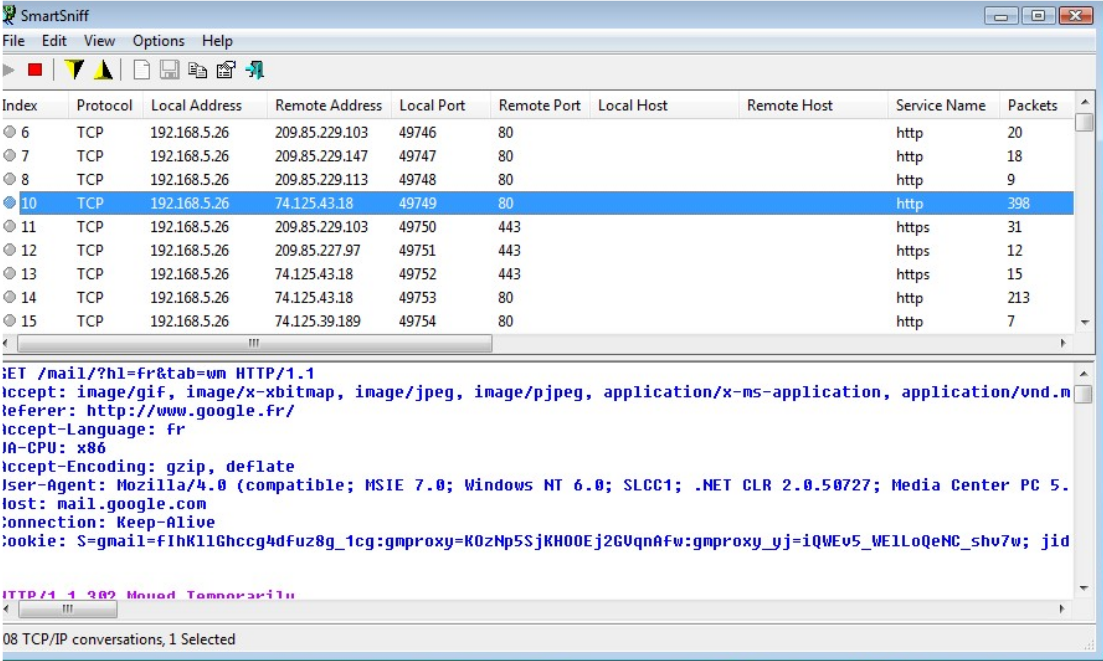 SmartSniff
File Edit View Options Help
Index Protocol Local Address Remote Address Local Port Remote Port Local Host Remote Host Service Name Packets
6 TCP 192.168.5.26 209.85.229.103 49746 80 http 20
7 TCP 192.168.5.26 209.85.229.147 49747 80 http 18
8 TCP 192.168.5.26 209.85.229.113 49748 80 http 9
10 TCP 192.168.5.26 74.125.43.18 49749 80 http 398
11 TCP 192.168.5.26 209.85.229.103 49750 443 https 31
12 TCP 192.168.5.26 209.85.227.97 49751 443 https 12
13 TCP 192.168.5.26 74.125.43.18 49752 443 https 15
14 TCP 192.168.5.26 74.125.43.18 49753 80 http 213
15 TCP 192.168.5.26 74.125.39.189 49754 80 http 7
GET /mail/?hl=fr&tab=wm HTTP/1.1
Accept: image/gif, image/x-xbitmap, image/jpeg, image/pjpeg, application/x-ms-application, application/vnd.m
Referer: http://www.google.fr/
Accept-Language: fr
UA-CPU: x86
Accept-Encoding: gzip, deflate
User-Agent: Mozilla/4.0 (compatible; MSIE 7.0; Windows NT 6.0; SLCC1; .NET CLR 2.0.50727; Media Center PC 5.
Host: mail.google.com
Connection: Keep-Alive
Cookie: S=gmail=fIhKllGhccg4dfuz8g_1cg:gmproxy=KOzNp5SjKHOOEj2GVqnAfw:gmproxy_yj=iQWEv5_WElLoQeNC_shv7w; jid
HTTP/1.1 302 Moved Temporarily
08 TCP/IP conversations, 1 Selected